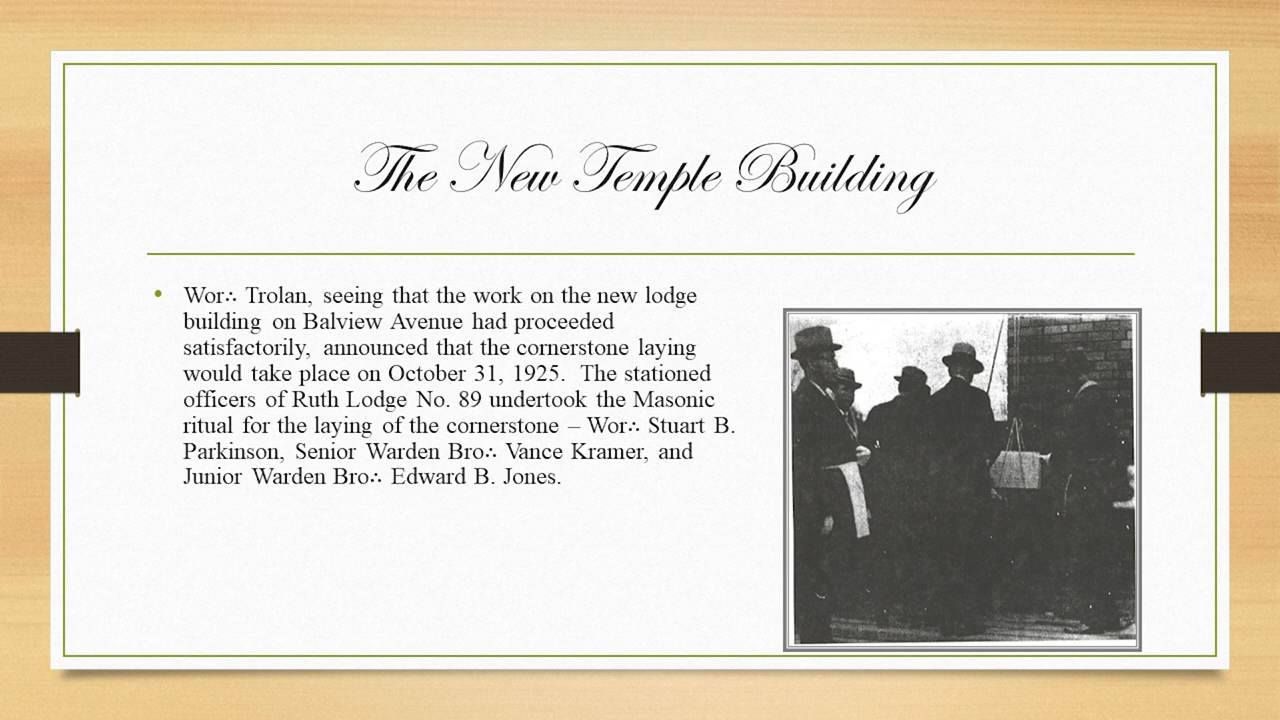 The New Temple Building
• Wor∴ Trolan, seeing that the work on the new lodge
building on Balview Avenue had proceeded
satisfactorily, announced that the cornerstone laying
would take place on October 31, 1925. The stationed
officers of Ruth Lodge No. 89 undertook the Masonic
ritual for the laying of the cornerstone – Wor∴ Stuart B.
Parkinson, Senior Warden Bro∴ Vance Kramer, and
Junior Warden Bro∴ Edward B. Jones.